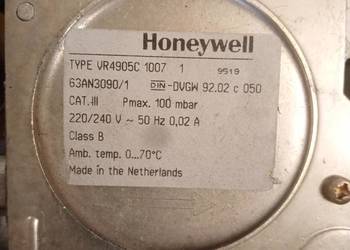 Honeywell
TYPE VR4905C 1007 1 9519
63AN3090/1 DIN-DVGW 92.02 c 050
CAT.III Pmax. 100 mbar
220/240 V ~ 50 Hz 0,02 A
Class B
Amb. temp. 0...70°C
Made in the Netherlands